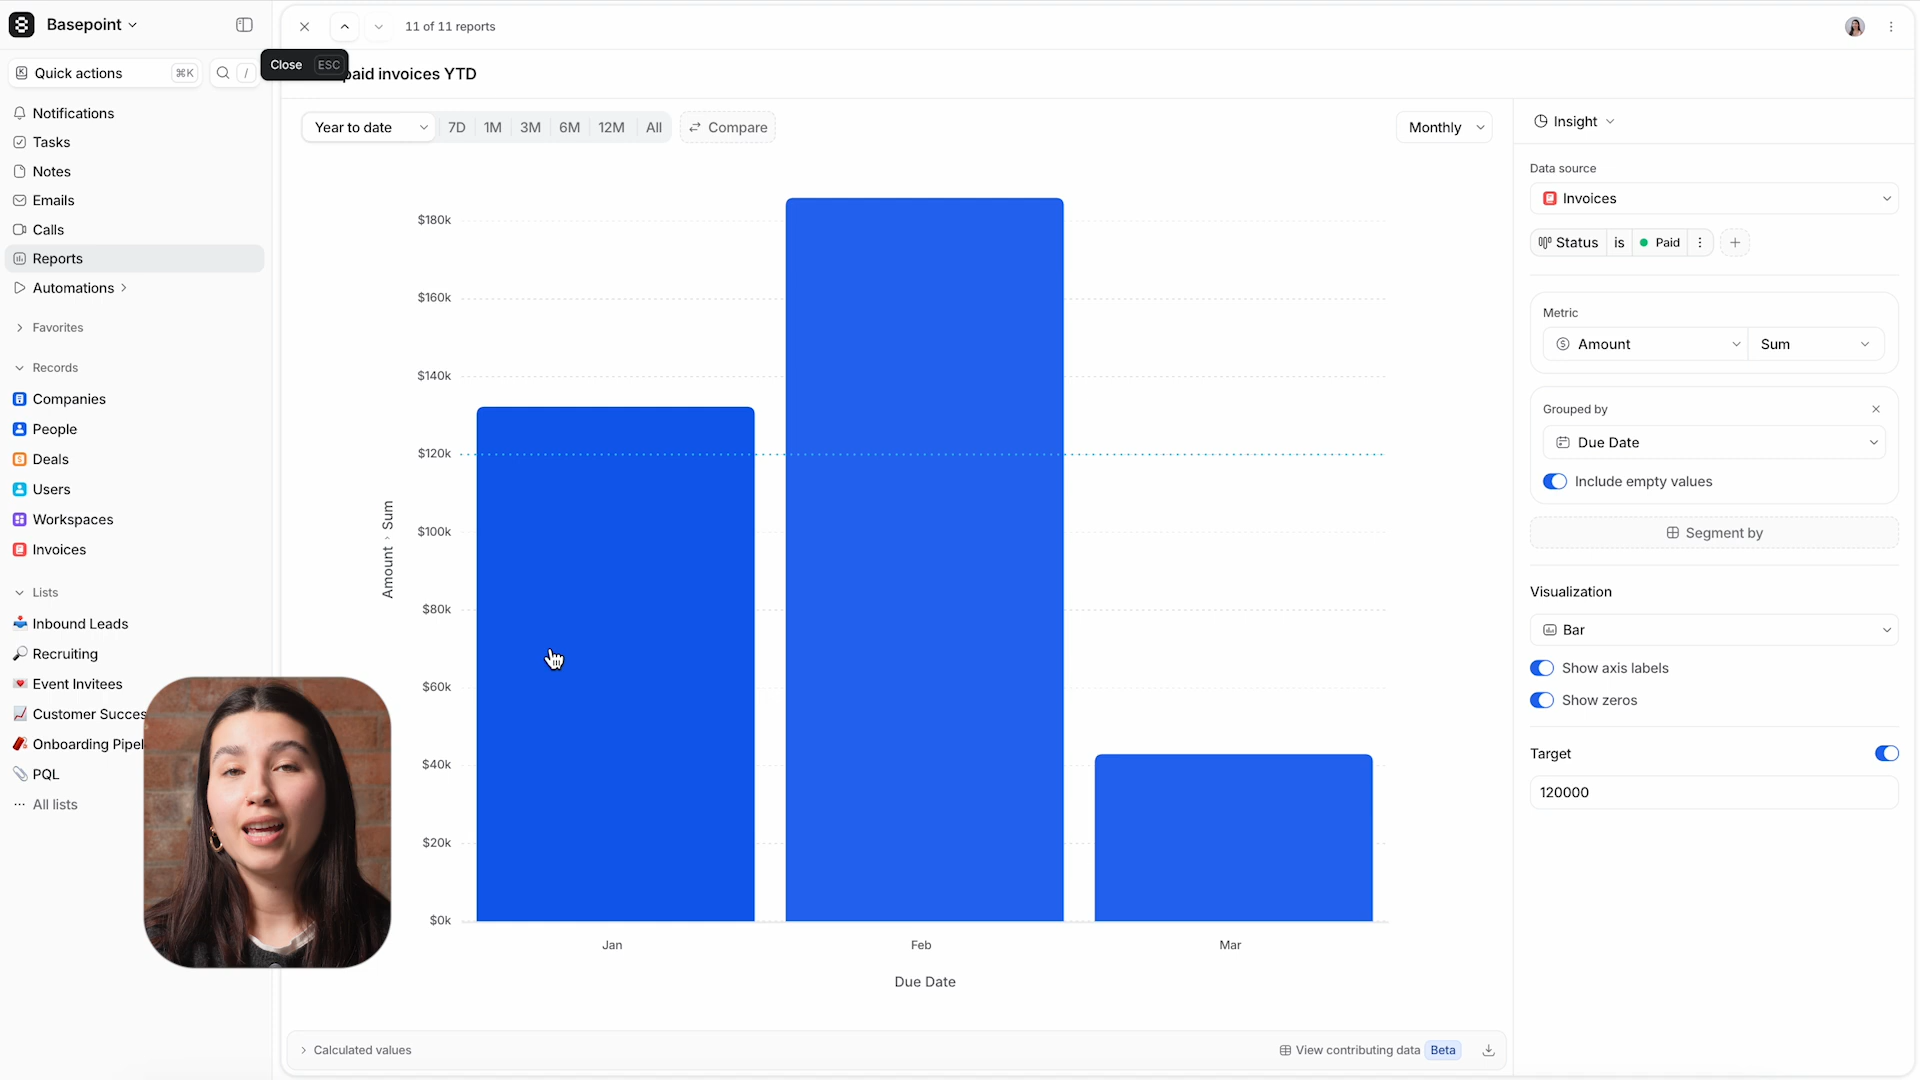 Basepoint
11 of 11 reports
Quick actions ⌘K /
Close ESC
paid invoices YTD
Notifications
Tasks
Notes
Emails
Calls
Reports
Automations
Favorites
Records
Companies
People
Deals
Users
Workspaces
Invoices
Lists
Inbound Leads
Recruiting
Event Invitees
Customer Succes
Onboarding Pipel
PQL
All lists
Year to date 7D 1M 3M 6M 12M All Compare Monthly
$180k
$160k
$140k
$120k
$100k
$80k
$60k
$40k
$20k
$0k
Amount › Sum
Jan Feb Mar
Due Date
Calculated values
View contributing data Beta
Insight
Data source
Invoices
Status is Paid
Metric
Amount Sum
Grouped by
Due Date
Include empty values
Segment by
Visualization
Bar
Show axis labels
Show zeros
Target
120000